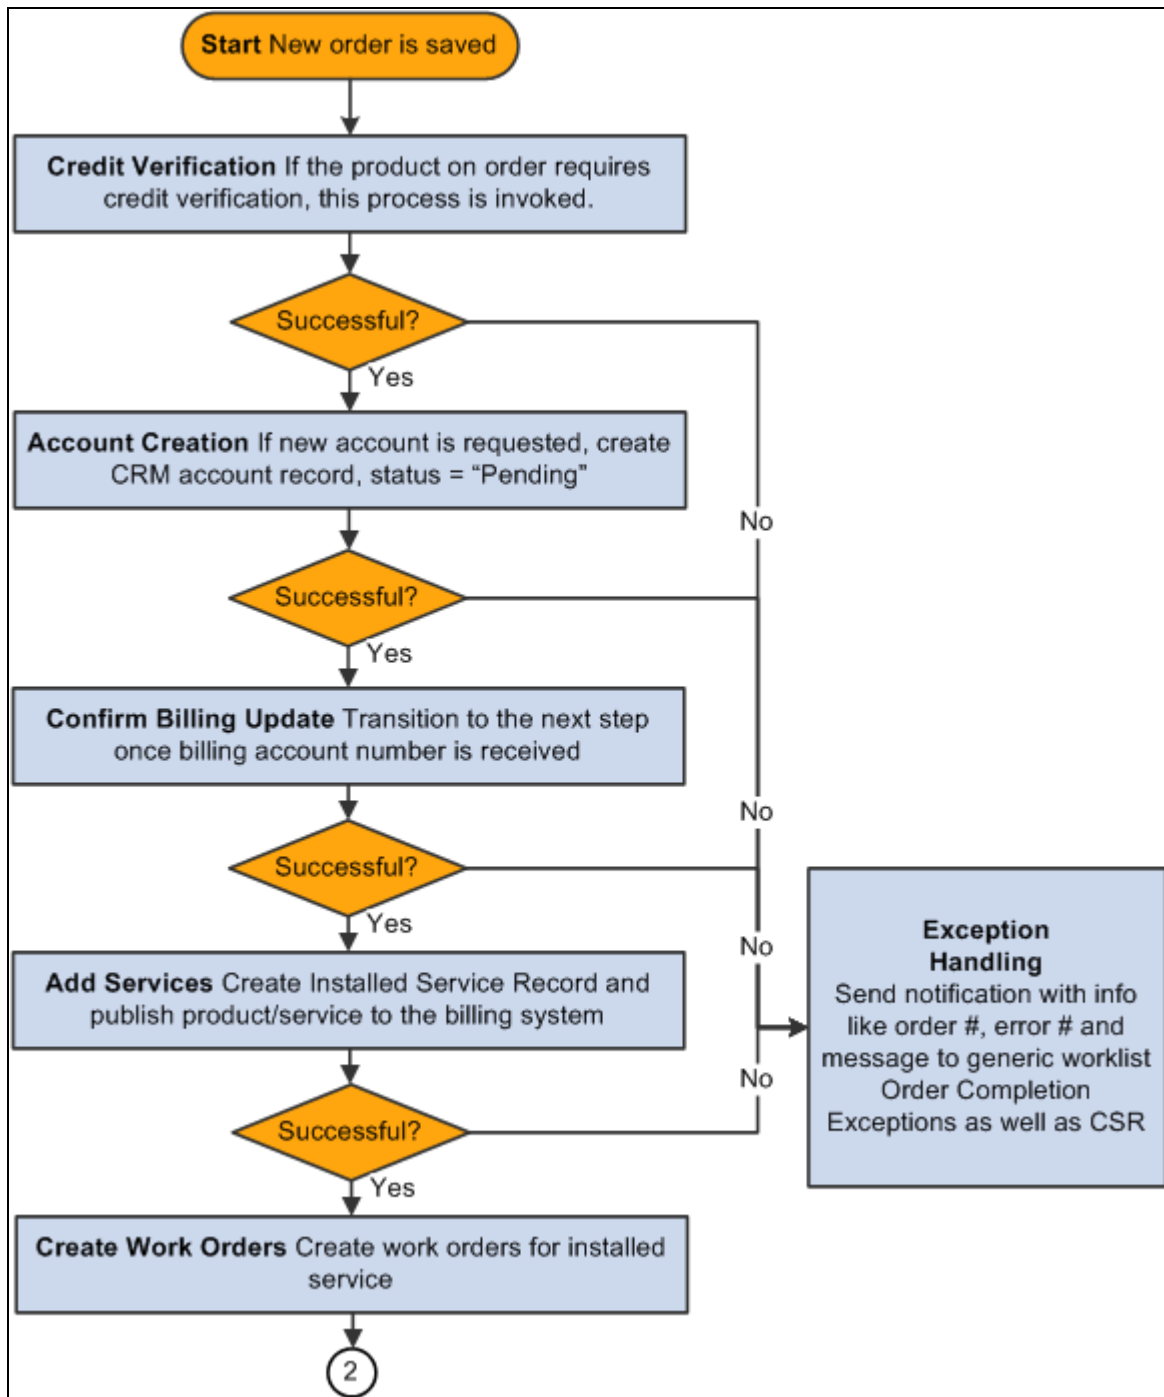 Start New order is saved
Credit Verification If the product on order requires
credit verification, this process is invoked.
Successful?
Yes
Account Creation If new account is requested, create
CRM account record, status = “Pending”
No
Successful?
Yes
Confirm Billing Update Transition to the next step
once billing account number is received
No
Successful?
Yes
No
Add Services Create Installed Service Record and
publish product/service to the billing system
No
Successful?
Yes
Create Work Orders Create work orders for installed
service
2
Exception
Handling
Send notification with info
like order #, error # and
message to generic worklist
Order Completion
Exceptions as well as CSR